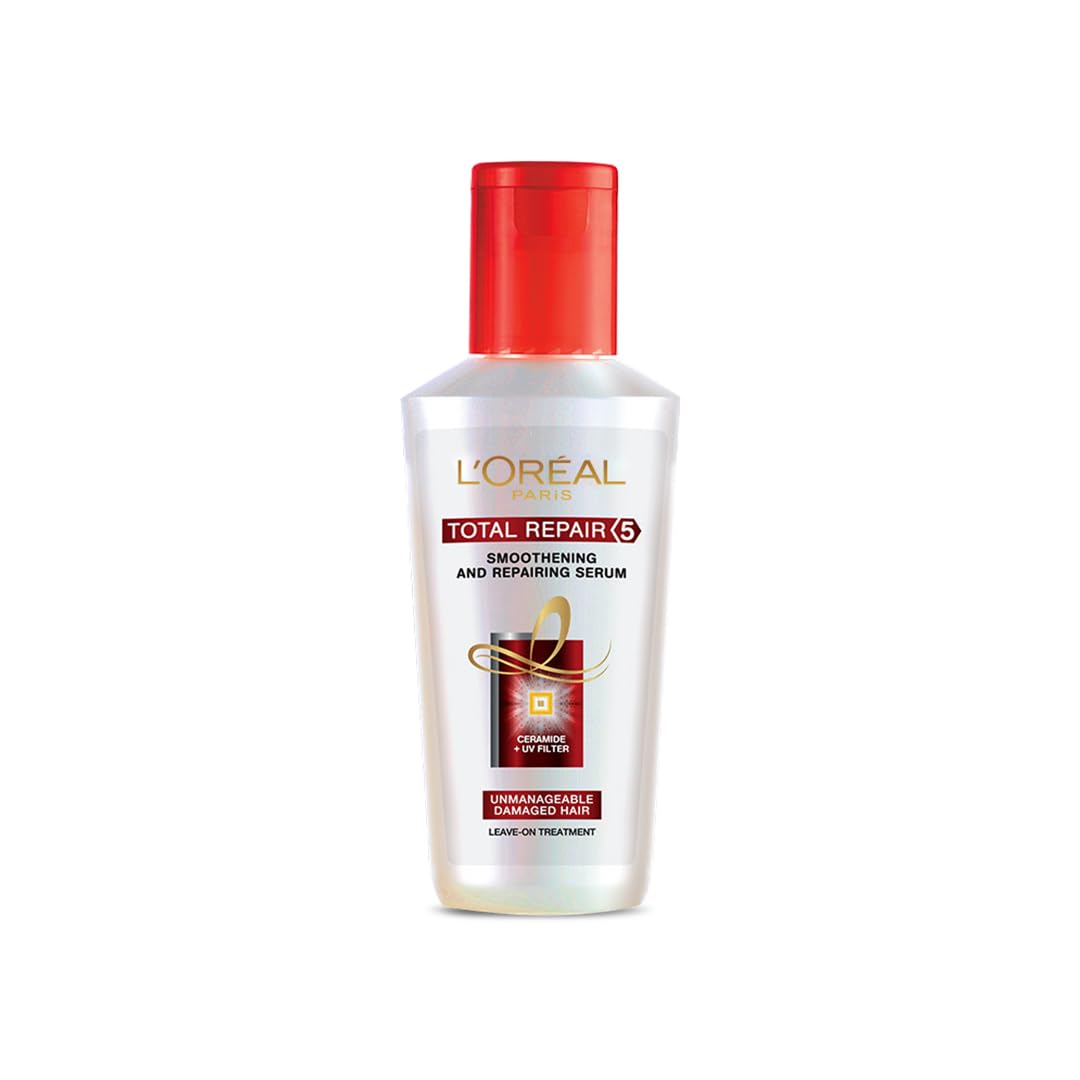 L'ORÉAL
PARiS
TOTAL REPAIR 5
SMOOTHENING
AND REPAIRING SERUM
CERAMIDE
+ UV FILTER
UNMANAGEABLE
DAMAGED HAIR
LEAVE-ON TREATMENT